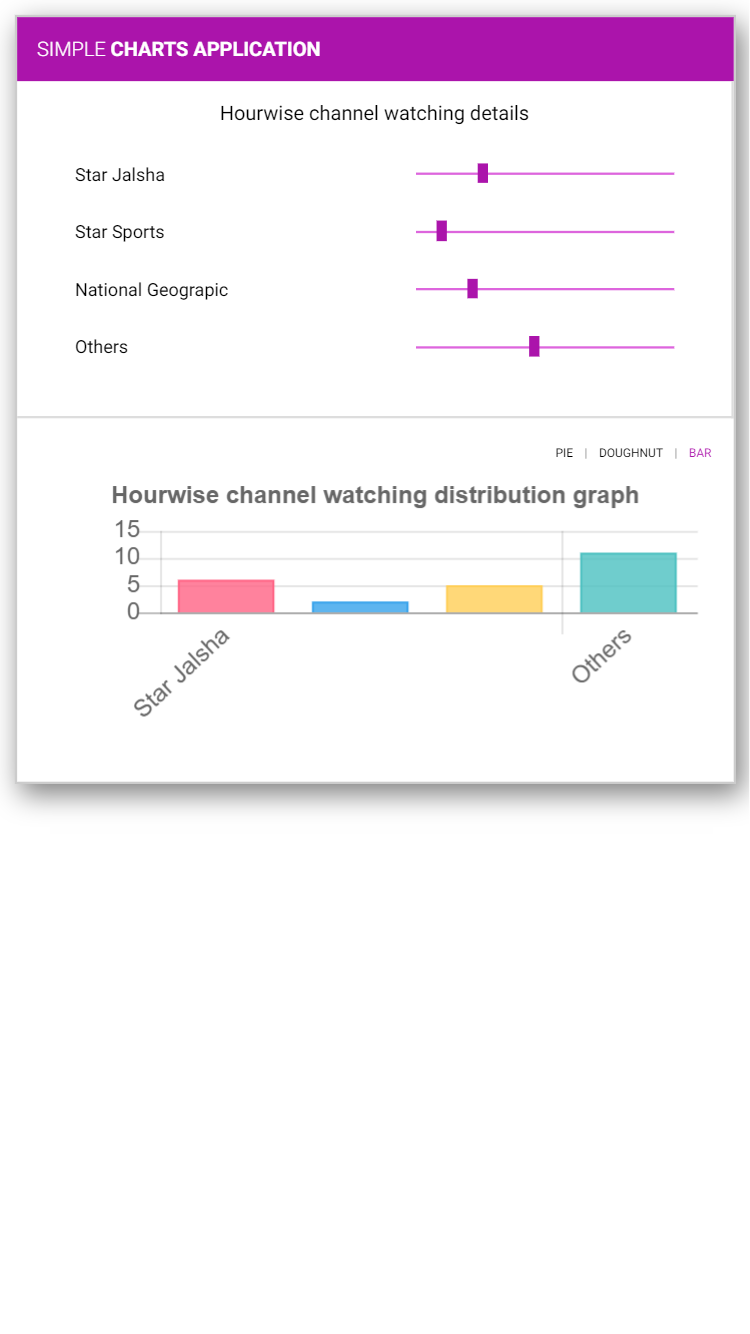 SIMPLE CHARTS APPLICATION
Hourwise channel watching details
Star Jalsha
Star Sports
National Geograpic
Others
PIE | DOUGHNUT | BAR
Hourwise channel watching distribution graph
15
10
5
0
Star Jalsha
Others